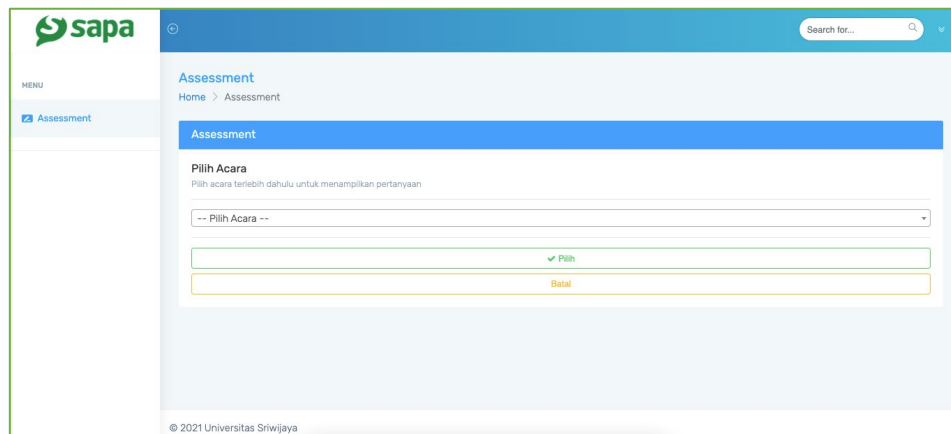 sapa
Search for...
MENU
Assessment
Assessment
Home > Assessment
Assessment
Pilih Acara
Pilih acara terlebih dahulu untuk menampilkan pertanyaan
-- Pilih Acara --
Pilih
Batal
© 2021 Universitas Sriwijaya